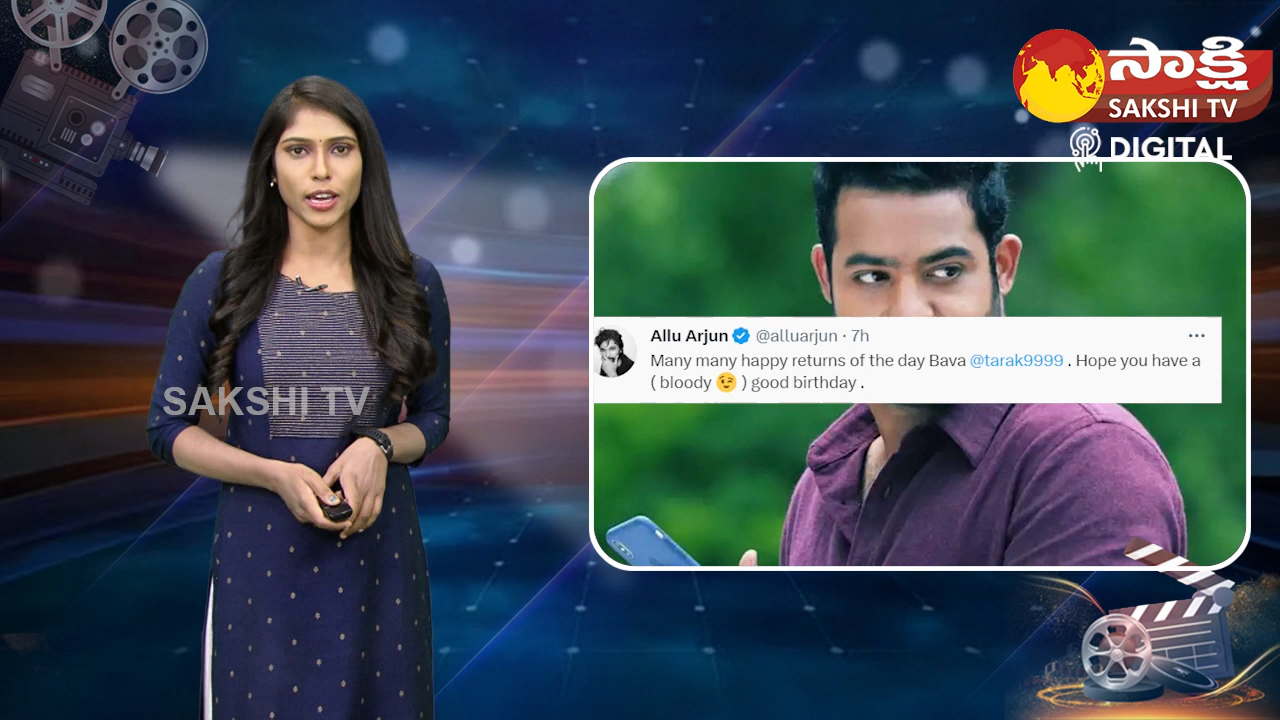 సాక్షి
SAKSHI TV
DIGITAL
Allu Arjun @alluarjun · 7h
Many many happy returns of the day Bava @tarak9999 . Hope you have a
( bloody 😉 ) good birthday .
SAKSHI TV